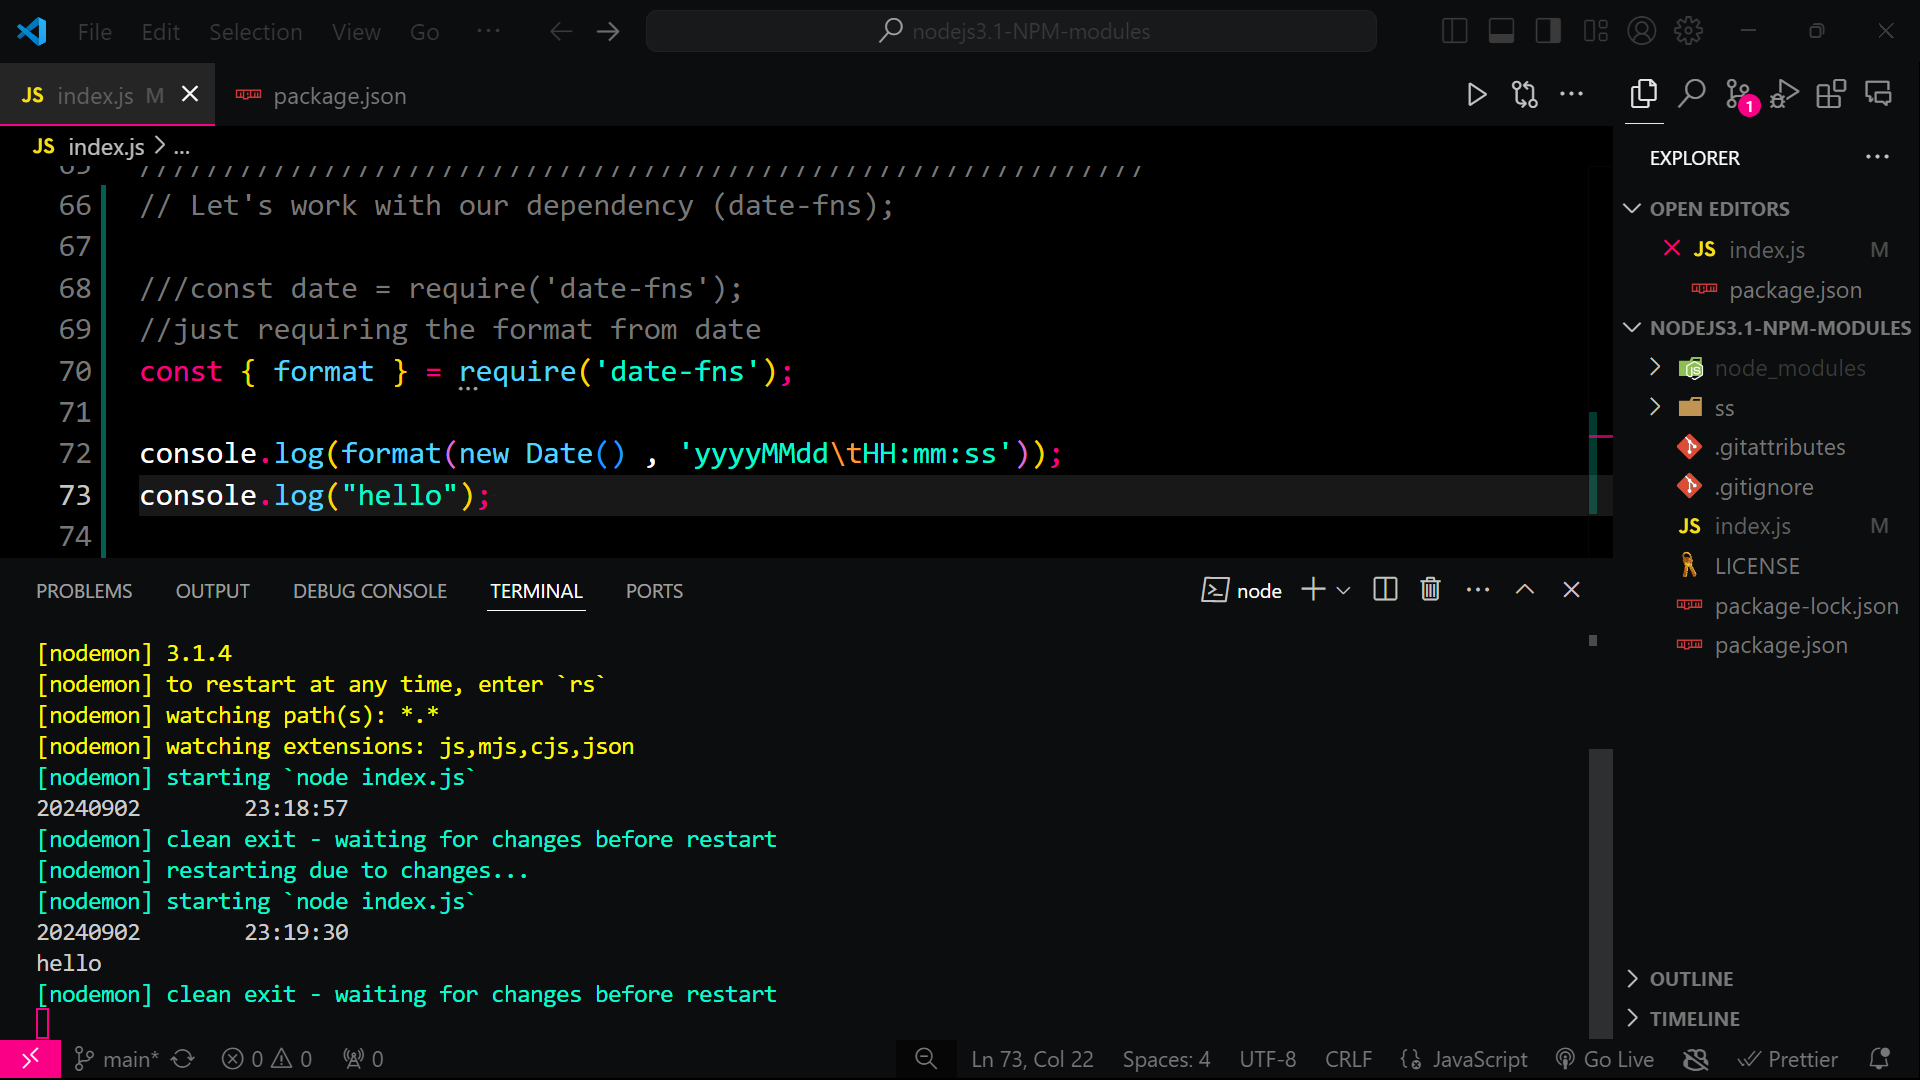 File Edit Selection View Go ··· nodejs3.1-NPM-modules
JS index.js M package.json
JS index.js > ...
65 ////////////////////////////////////////////////////////////
66 // Let's work with our dependency (date-fns);
67
68 ///const date = require('date-fns');
69 //just requiring the format from date
70 const { format } = require('date-fns');
71
72 console.log(format(new Date() , 'yyyyMMdd\tHH:mm:ss'));
73 console.log("hello");
74
PROBLEMS OUTPUT DEBUG CONSOLE TERMINAL PORTS node
[nodemon] 3.1.4
[nodemon] to restart at any time, enter `rs`
[nodemon] watching path(s): *.*
[nodemon] watching extensions: js,mjs,cjs,json
[nodemon] starting `node index.js`
20240902 23:18:57
[nodemon] clean exit - waiting for changes before restart
[nodemon] restarting due to changes...
[nodemon] starting `node index.js`
20240902 23:19:30
hello
[nodemon] clean exit - waiting for changes before restart
1
EXPLORER
OPEN EDITORS
JS index.js M
package.json
NODEJS3.1-NPM-MODULES
node_modules
ss
.gitattributes
.gitignore
JS index.js M
LICENSE
package-lock.json
package.json
OUTLINE
TIMELINE
main* 0 0 0 Ln 73, Col 22 Spaces: 4 UTF-8 CRLF JavaScript Go Live Prettier